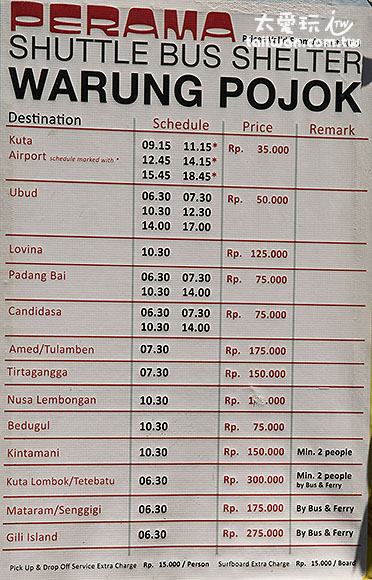 PERAMA
大愛玩
SHUTTLE BUS SHELTER
WARUNG POJOK
Destination Schedule Price Remark
Kuta 09.15 11.15* Rp. 35.000
Airport schedule marked with * 12.45 14.15*
15.45 18.45*
Ubud 06.30 07.30 Rp. 50.000
10.30 12.30
14.00 17.00
Lovina 10.30 Rp. 125.000
Padang Bai 06.30 07.30 Rp. 75.000
10.30 14.00
Candidasa 06.30 07.30 Rp. 75.000
10.30 14.00
Amed/Tulamben 07.30 Rp. 175.000
Tirtagangga 07.30 Rp. 150.000
Nusa Lembongan 10.30 Rp.
Bedugul 10.30 Rp. 75.000
Kintamani 10.30 Rp. 150.000 Min. 2 people
Kuta Lombok/Tetebatu 06.30 Rp. 300.000 Min. 2 people
by Bus & Ferry
Mataram/Senggigi 06.30 Rp. 175.000 By Bus & Ferry
Gili Island 06.30 Rp. 275.000 By Bus & Ferry
Pick Up & Drop Off Service Extra Charge Rp. 15.000 / Person Surfboard Extra Charge Rp. 15.000 / Board